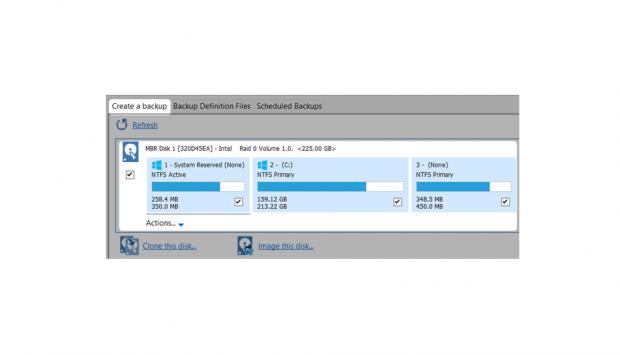 Create a backup Backup Definition Files Scheduled Backups
Refresh
MBR Disk 1 [320D45EA] - Intel Raid 0 Volume 1.0. <225.00 GB>
1 - System Reserved (None)
NTFS Active
258.4 MB
350.0 MB
2 - (C:)
NTFS Primary
159.12 GB
213.22 GB
3 - (None)
NTFS Primary
348.5 MB
450.0 MB
Actions...
Clone this disk... Image this disk...